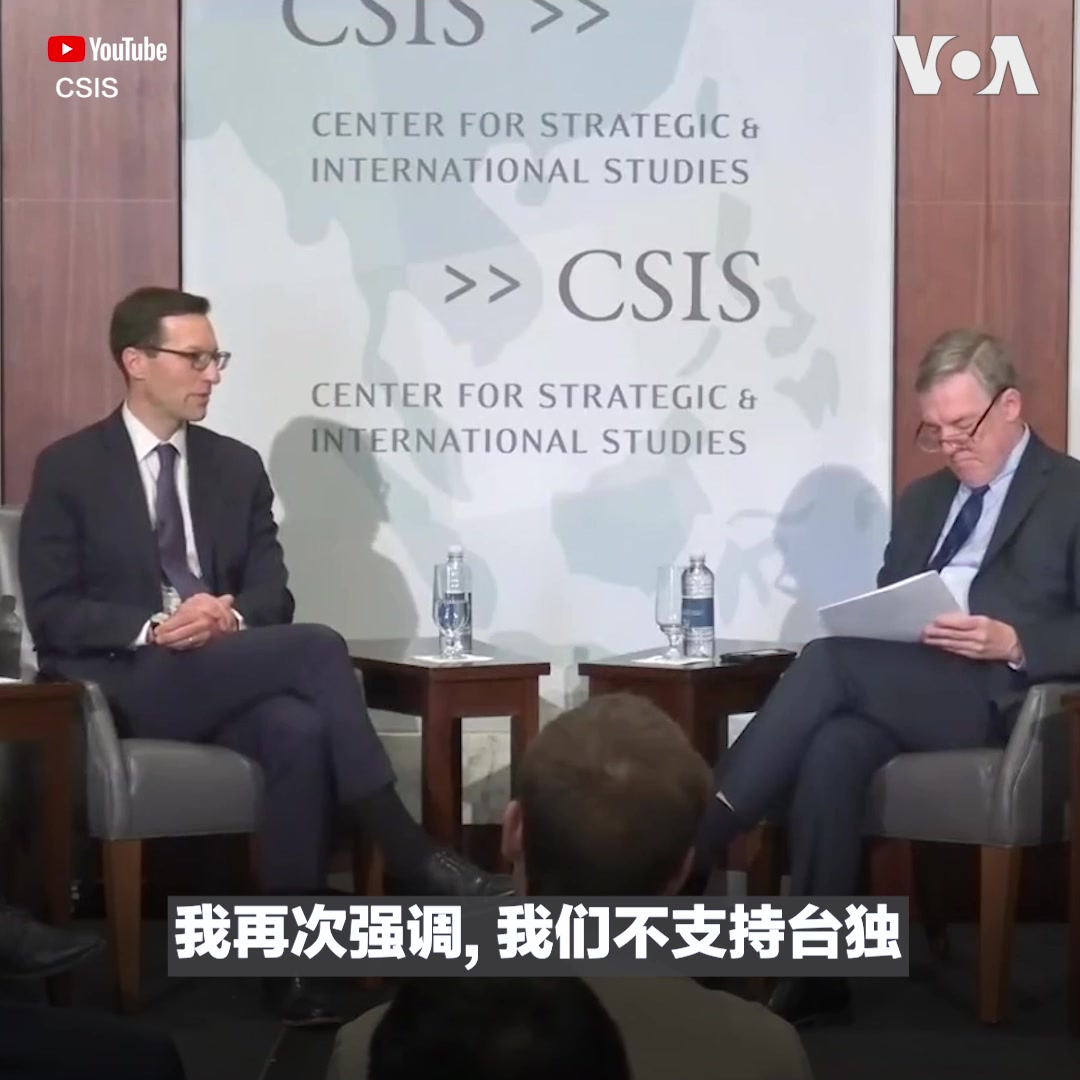 CSIS >>
YouTube
CSIS
VOA
CENTER FOR STRATEGIC &
INTERNATIONAL STUDIES
>> CSIS
CENTER FOR STRATEGIC &
INTERNATIONAL STUDIES
我再次强调, 我们不支持台独